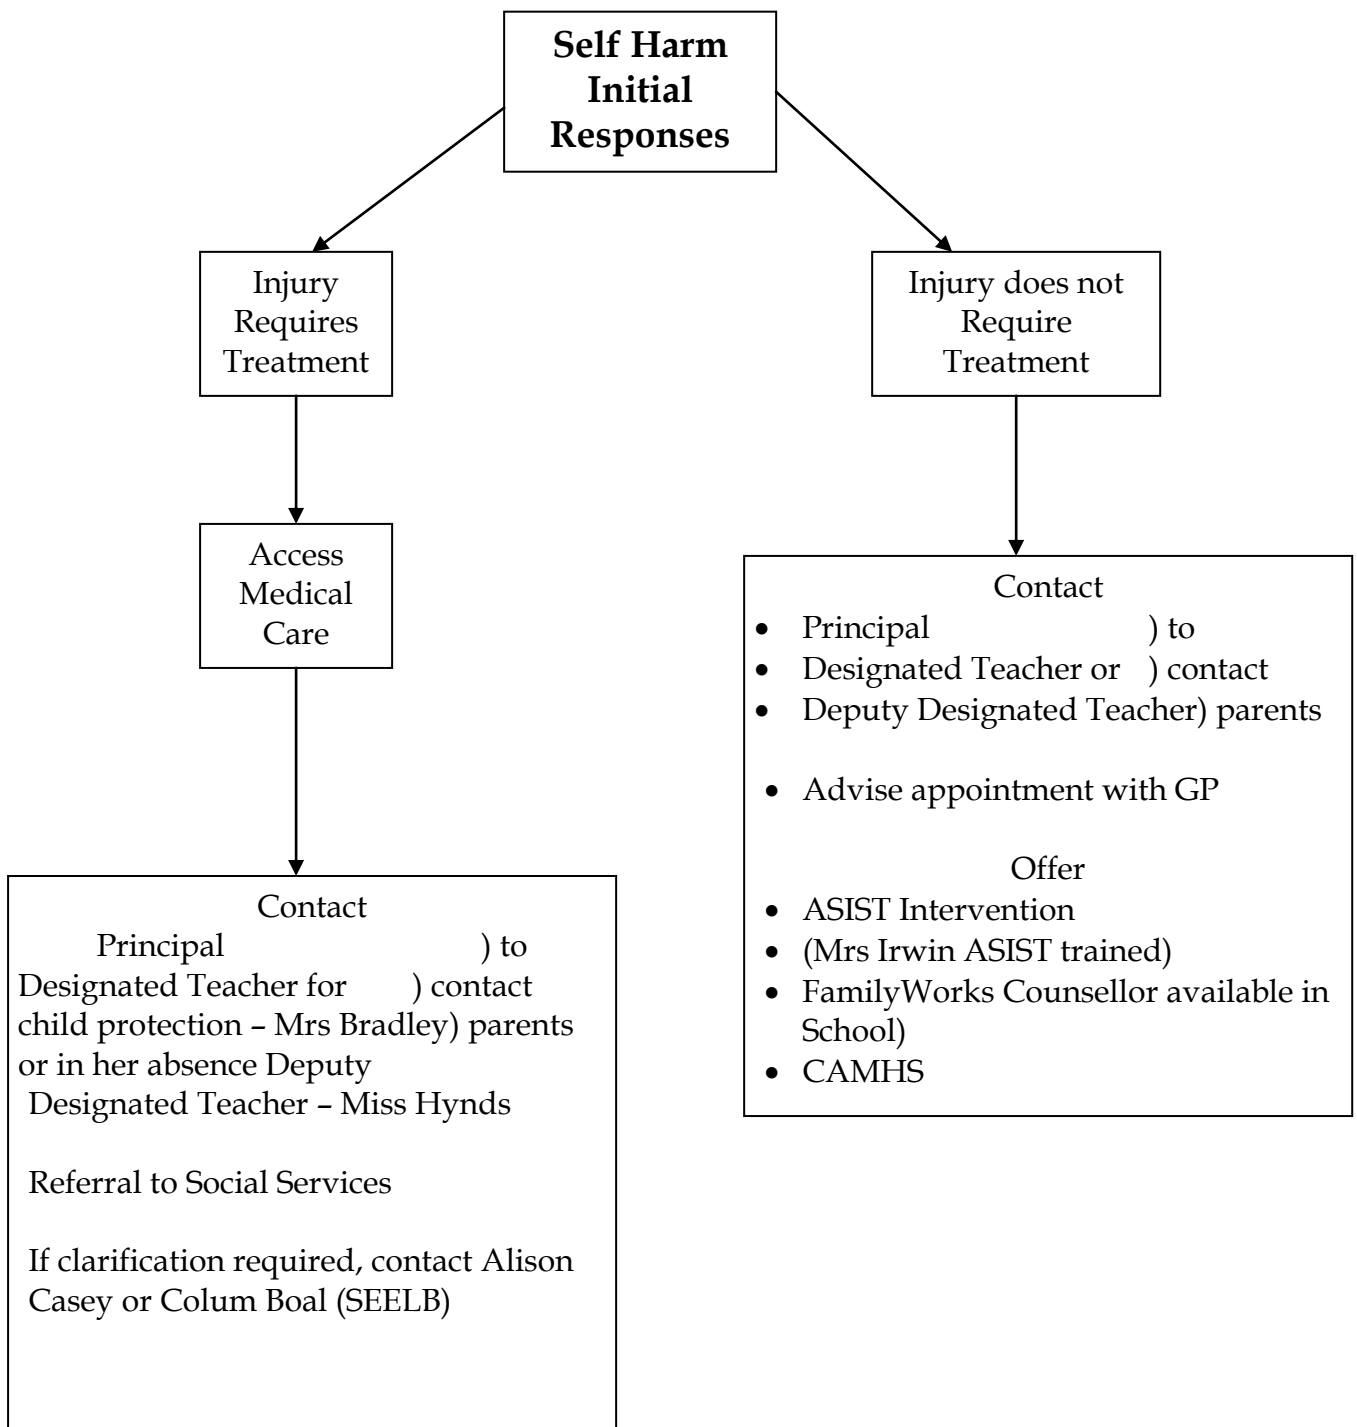 Self Harm
Initial
Responses
Injury
Requires
Treatment
Injury does not
Require
Treatment
Access
Medical
Care
Contact
• Principal ) to
• Designated Teacher or ) contact
• Deputy Designated Teacher) parents
• Advise appointment with GP
Offer
• ASIST Intervention
• (Mrs Irwin ASIST trained)
• FamilyWorks Counsellor available in
School)
• CAMHS
Contact
Principal ) to
Designated Teacher for ) contact
child protection – Mrs Bradley) parents
or in her absence Deputy
Designated Teacher – Miss Hynds
Referral to Social Services
If clarification required, contact Alison
Casey or Colum Boal (SEELB)